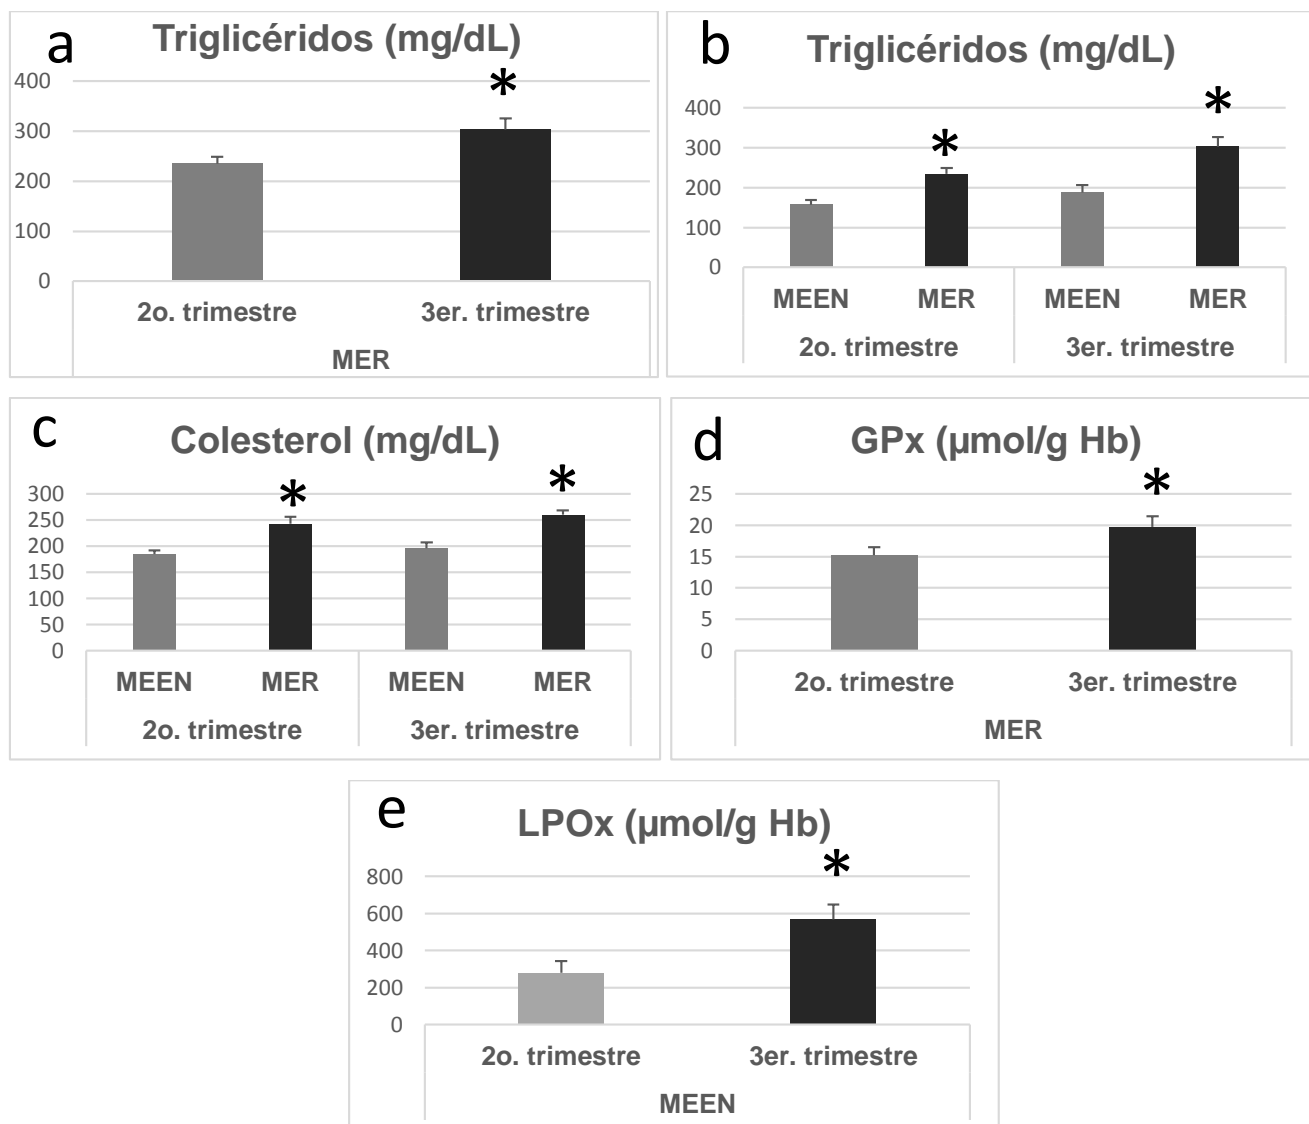 a
Triglicéridos (mg/dL)
400
*
300
200
100
0
2o. trimestre 3er. trimestre
MER
b
Triglicéridos (mg/dL)
400
*
300
*
200
100
0
MEEN MER MEEN MER
2o. trimestre 3er. trimestre
c
Colesterol (mg/dL)
300
* *
250
200
150
100
50
0
MEEN MER MEEN MER
2o. trimestre 3er. trimestre
d
GPx (µmol/g Hb)
*
25
20
15
10
5
0
2o. trimestre 3er. trimestre
MER
e
LPOx (µmol/g Hb)
*
800
600
400
200
0
2o. trimestre 3er. trimestre
MEEN